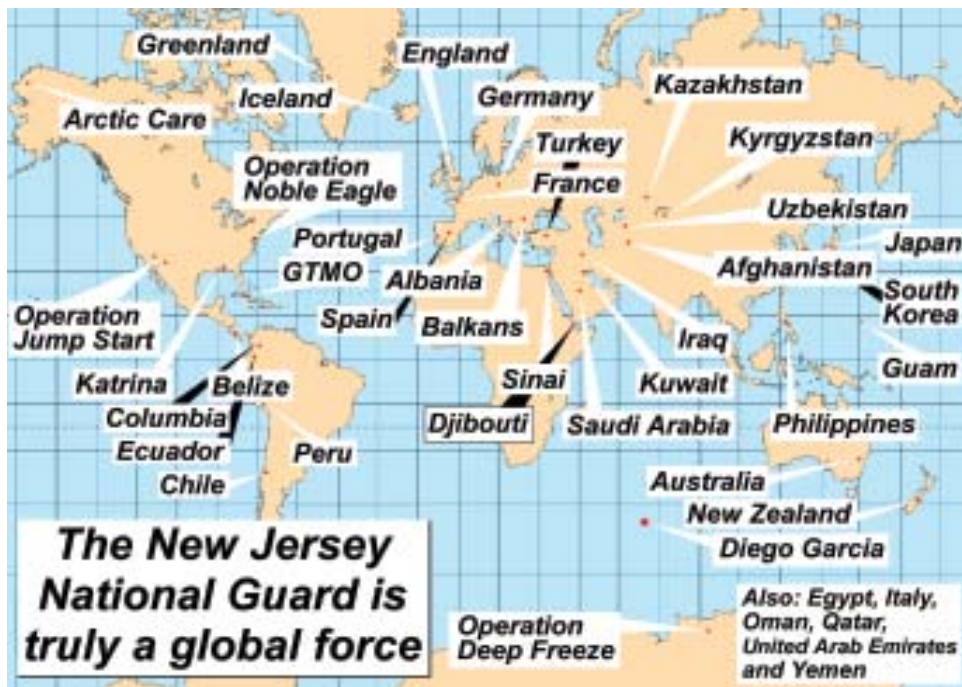 Greenland
England
Iceland
Germany
Kazakhstan
Arctic Care
Turkey
Kyrgyzstan
Operation
Noble Eagle
France
Uzbekistan
Portugal
Japan
GTMO
Albania
Afghanistan
South
Korea
Operation
Jump Start
Spain
Balkans
Iraq
Guam
Katrina
Belize
Sinai
Kuwait
Columbia
Djibouti
Saudi Arabia
Philippines
Ecuador
Peru
Chile
Australia
New Zealand
Diego Garcia
The New Jersey
National Guard is
truly a global force
Operation
Deep Freeze
Also: Egypt, Italy,
Oman, Qatar,
United Arab Emirates
and Yemen